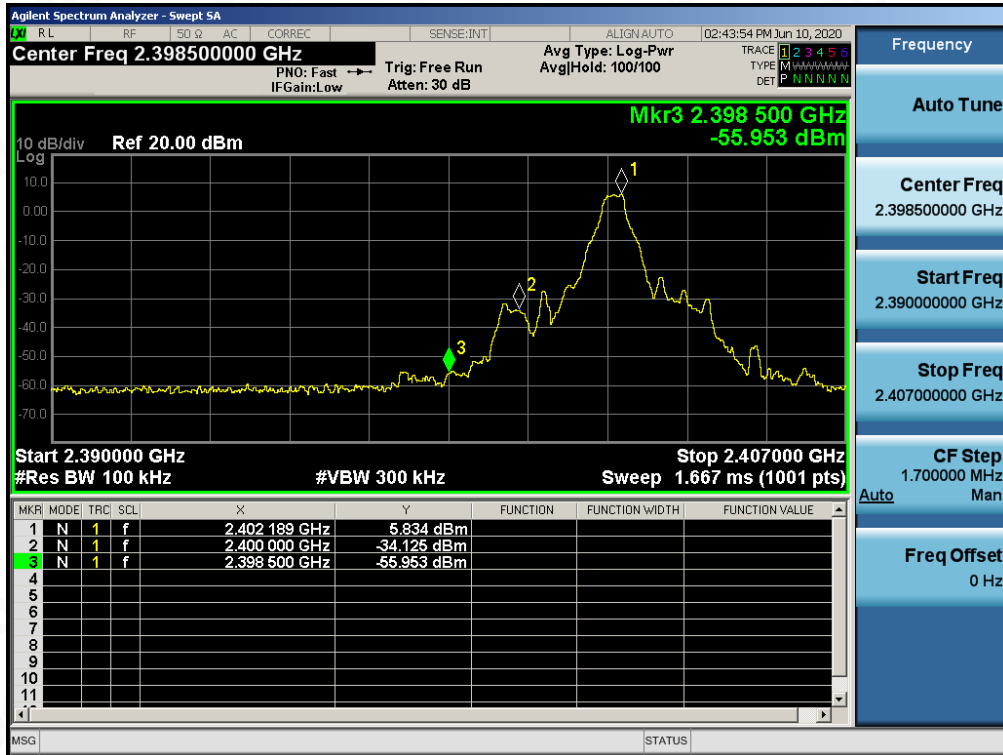 Agilent Spectrum Analyzer - Swept SA
LXI RL RF 50 Ω AC CORREC SENSE:INT ALIGN AUTO 02:43:54 PM Jun 10, 2020
Center Freq 2.398500000 GHz
PNO: Fast
IFGain:Low
Trig: Free Run
Atten: 30 dB
Avg Type: Log-Pwr
Avg|Hold: 100/100
TRACE 1 2 3 4 5 6
TYPE M WWWWW
DET P N N N N N
Mkr3 2.398 500 GHz
-55.953 dBm
10 dB/div Ref 20.00 dBm
Log
10.0
0.00
-10.0
-20.0
-30.0
-40.0
-50.0
-60.0
-70.0
1
2
3
Start 2.390000 GHz Stop 2.407000 GHz
#Res BW 100 kHz #VBW 300 kHz Sweep 1.667 ms (1001 pts)
MKR MODE TRC SCL X Y FUNCTION FUNCTION WIDTH FUNCTION VALUE
1 N 1 f 2.402 189 GHz 5.834 dBm
2 N 1 f 2.400 000 GHz -34.125 dBm
3 N 1 f 2.398 500 GHz -55.953 dBm
4
5
6
7
8
9
10
11
MSG STATUS
Frequency
Auto Tune
Center Freq
2.398500000 GHz
Start Freq
2.390000000 GHz
Stop Freq
2.407000000 GHz
CF Step
1.700000 MHz
Auto Man
Freq Offset
0 Hz